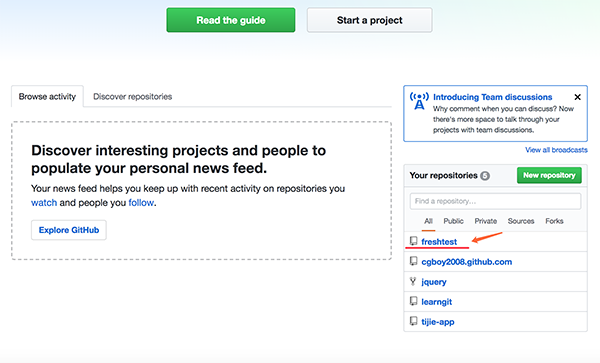 Read the guide
Start a project
Browse activity
Discover repositories
Discover interesting projects and people to
populate your personal news feed.
Your news feed helps you keep up with recent activity on repositories you
watch and people you follow.
Explore GitHub
Introducing Team discussions
Why comment when you can discuss? Now
there's more space to talk through your
projects with team discussions.
View all broadcasts
Your repositories 5
New repository
Find a repository…
All Public Private Sources Forks
freshtest
cgboy2008.github.com
jquery
learngit
tijie-app